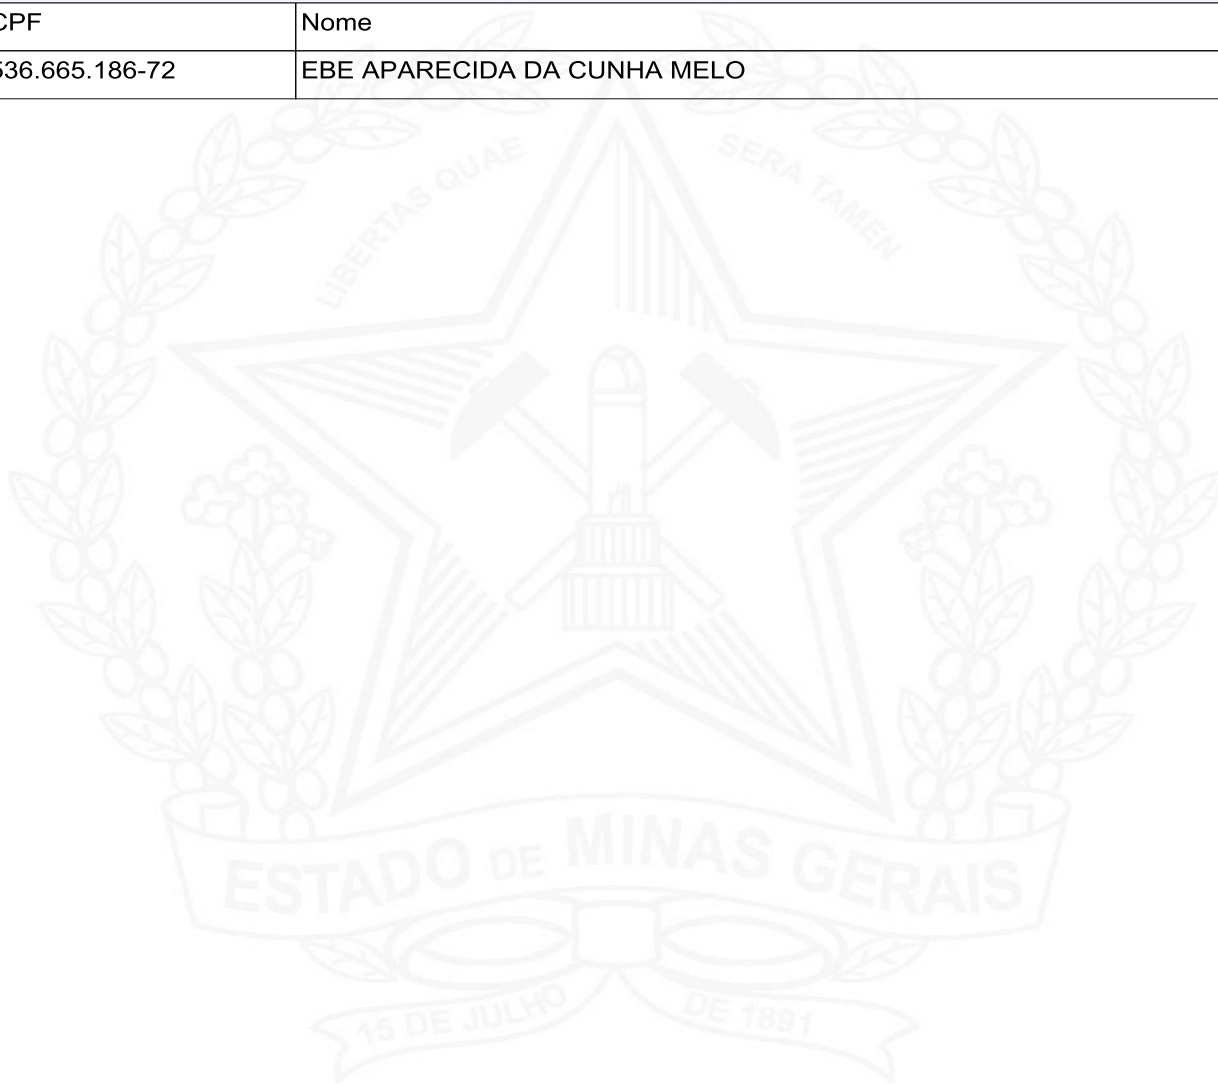 CPF Nome
536.665.186-72 EBE APARECIDA DA CUNHA MELO
LIBERTAS QUAE SERA TAMEN
ESTADO DE MINAS GERAIS
15 DE JULHO DE 1891